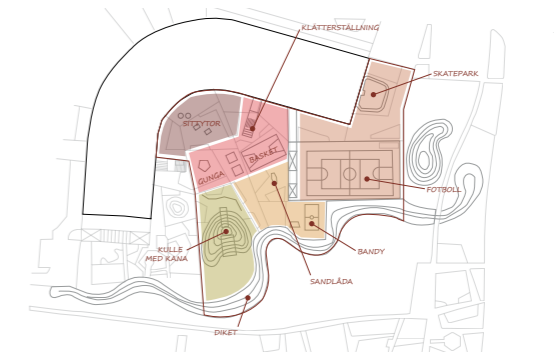 KLÄTTERSTÄLLNING
SKATEPARK
SITTYTOR
BASKET
GUNGA
FOTBOLL
KULLE
MED KANA
BANDY
SANDLÅDA
DIKET